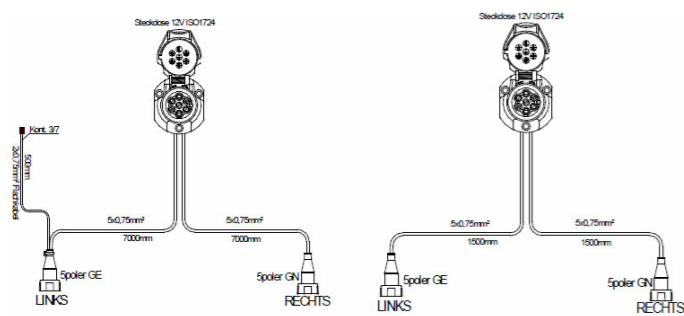 Steckdose 12V ISO1724
Kont. 3/7
500mm
2x0,75mm² Flachkabel
5x0,75mm²
7000mm
5x0,75mm²
7000mm
5poler GE
LINKS
5poler GN
RECHTS
Steckdose 12V ISO1724
5x0,75mm²
1500mm
5x0,75mm²
1500mm
5poler GE
LINKS
5poler GN
RECHTS